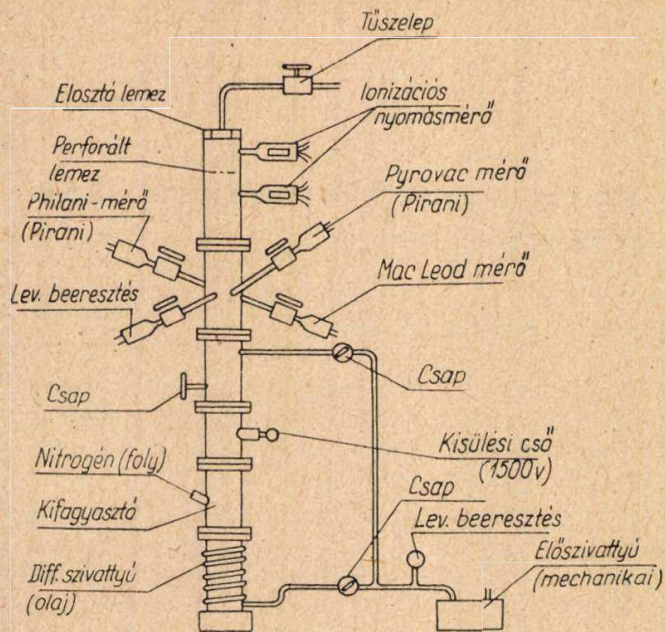 Tűszelep
Elosztó lemez
Ionizációs
nyomásmérő
Perforált
lemez
Philani-mérő
(Pirani)
Pyrovac mérő
(Pirani)
Mac Leod mérő
Lev. beeresztés
Csap
Csap
Kisülési cső
(1500v)
Nitrogén (foly)
Kifagyasztó
Csap
Lev. beeresztés
Előszivattyú
(mechanikai)
Diff. szivattyú
(olaj)